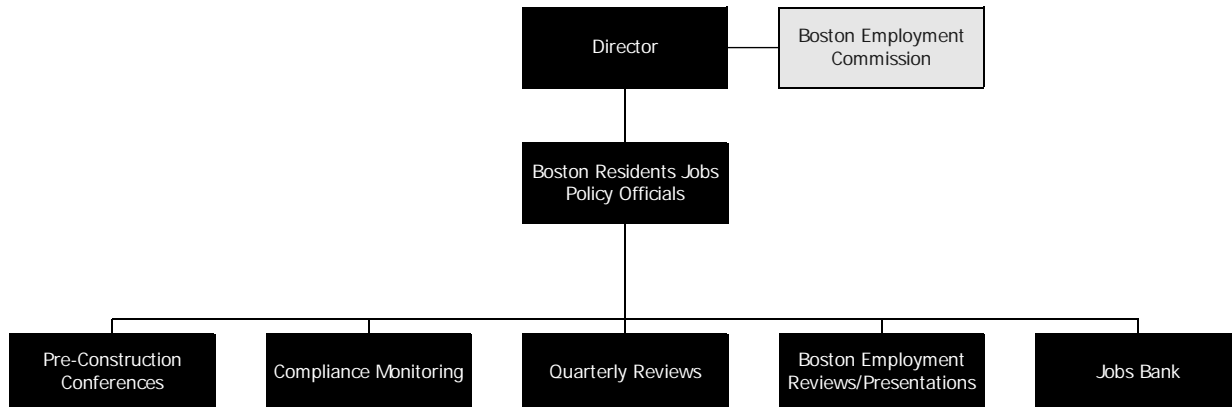 Director
Boston Employment
Commission
Boston Residents Jobs
Policy Officials
Pre-Construction
Conferences
Compliance Monitoring
Quarterly Reviews
Boston Employment
Reviews/Presentations
Jobs Bank